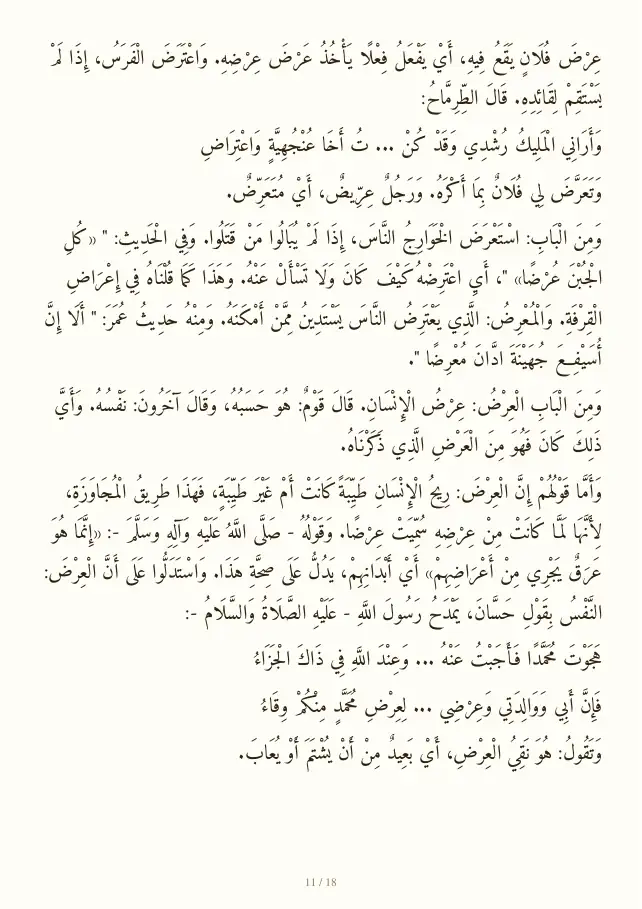 عِرْضَ فُلَانٍ يَقَعُ فِيهِ، أَيْ يَفْعَلُ فِعْلًا يَأْخُذُ عَرْضَ عِرْضِهِ. وَاعْتَرَضَ الْفَرَسُ، إِذَا لَمْ
يَسْتَقِمْ لِقَائِدِهِ. قَالَ الطِّرِمَّاحُ:
وَأَرَانِي الْمَلِيكُ رُشْدِي وَقَدْ كُنْ ... تُ أَخَا عُنْجُهِيَّةٍ وَاعْتِرَاضِ
وَتَعَرَّضَ لِي فُلَانٌ بِمَا أَكْرَهُ. وَرَجُلٌ عِرِّيضٌ، أَيْ مُتَعَرِّضٌ.
وَمِنَ الْبَابِ: اسْتَعْرَضَ الْخَوَارِجُ النَّاسَ، إِذَا لَمْ يُبَالُوا مَنْ قَتَلُوا. وَفِي الْحَدِيثِ: " «كُلِ
الْجُبْنَ عُرْضًا» "، أَيِ اعْتَرِضْهُ كَيْفَ كَانَ وَلَا تَسْأَلْ عَنْهُ. وَهَذَا كَمَا قُلْنَاهُ فِي إِعْرَاضِ
الْقِرْفَةِ. وَالْمُعْرِضُ: الَّذِي يَعْتَرِضُ النَّاسَ يَسْتَدِينُ مِمَّنْ أَمْكَنَهُ. وَمِنْهُ حَدِيثُ عُمَرَ: " أَلَا إِنَّ
أُسَيْفِعَ جُهَيْنَةَ ادَّانَ مُعْرِضًا ".
وَمِنَ الْبَابِ الْعِرْضُ: عِرْضُ الْإِنْسَانِ. قَالَ قَوْمٌ: هُوَ حَسَبُهُ، وَقَالَ آخَرُونَ: نَفْسُهُ. وَأَيَّ
ذَلِكَ كَانَ فَهُوَ مِنَ الْعَرْضِ الَّذِي ذَكَرْنَاهُ.
وَأَمَّا قَوْلُهُمْ إِنَّ الْعِرْضَ: رِيحُ الْإِنْسَانِ طَيِّبَةً كَانَتْ أَمْ غَيْرَ طَيِّبَةٍ، فَهَذَا طَرِيقُ الْمُجَاوَزَةِ،
لِأَنَّهَا لَمَّا كَانَتْ مِنْ عِرْضِهِ سُمِّيَتْ عِرْضًا. وَقَوْلُهُ - صَلَّى اللَّهُ عَلَيْهِ وَآلِهِ وَسَلَّمَ -: «إِنَّمَا هُوَ
عَرَقٌ يَجْرِي مِنْ أَعْرَاضِهِمْ» أَيْ أَبْدَانِهِمْ، يَدُلُّ عَلَى صِحَّةِ هَذَا. وَاسْتَدَلُّوا عَلَى أَنَّ الْعِرْضَ:
النَّفْسُ بِقَوْلِ حَسَّانَ، يَمْدَحُ رَسُولَ اللَّهِ - عَلَيْهِ الصَّلَاةُ وَالسَّلَامُ -:
هَجَوْتَ مُحَمَّدًا فَأَجَبْتُ عَنْهُ ... وَعِنْدَ اللَّهِ فِي ذَاكَ الْجَزَاءُ
فَإِنَّ أَبِي وَوَالِدَتِي وَعِرْضِي ... لِعِرْضِ مُحَمَّدٍ مِنْكُمْ وِقَاءُ
وَتَقُولُ: هُوَ نَقِيُ الْعِرْضِ، أَيْ بَعِيدٌ مِنْ أَنْ يُشْتَمَ أَوْ يُعَابَ.
11 / 18